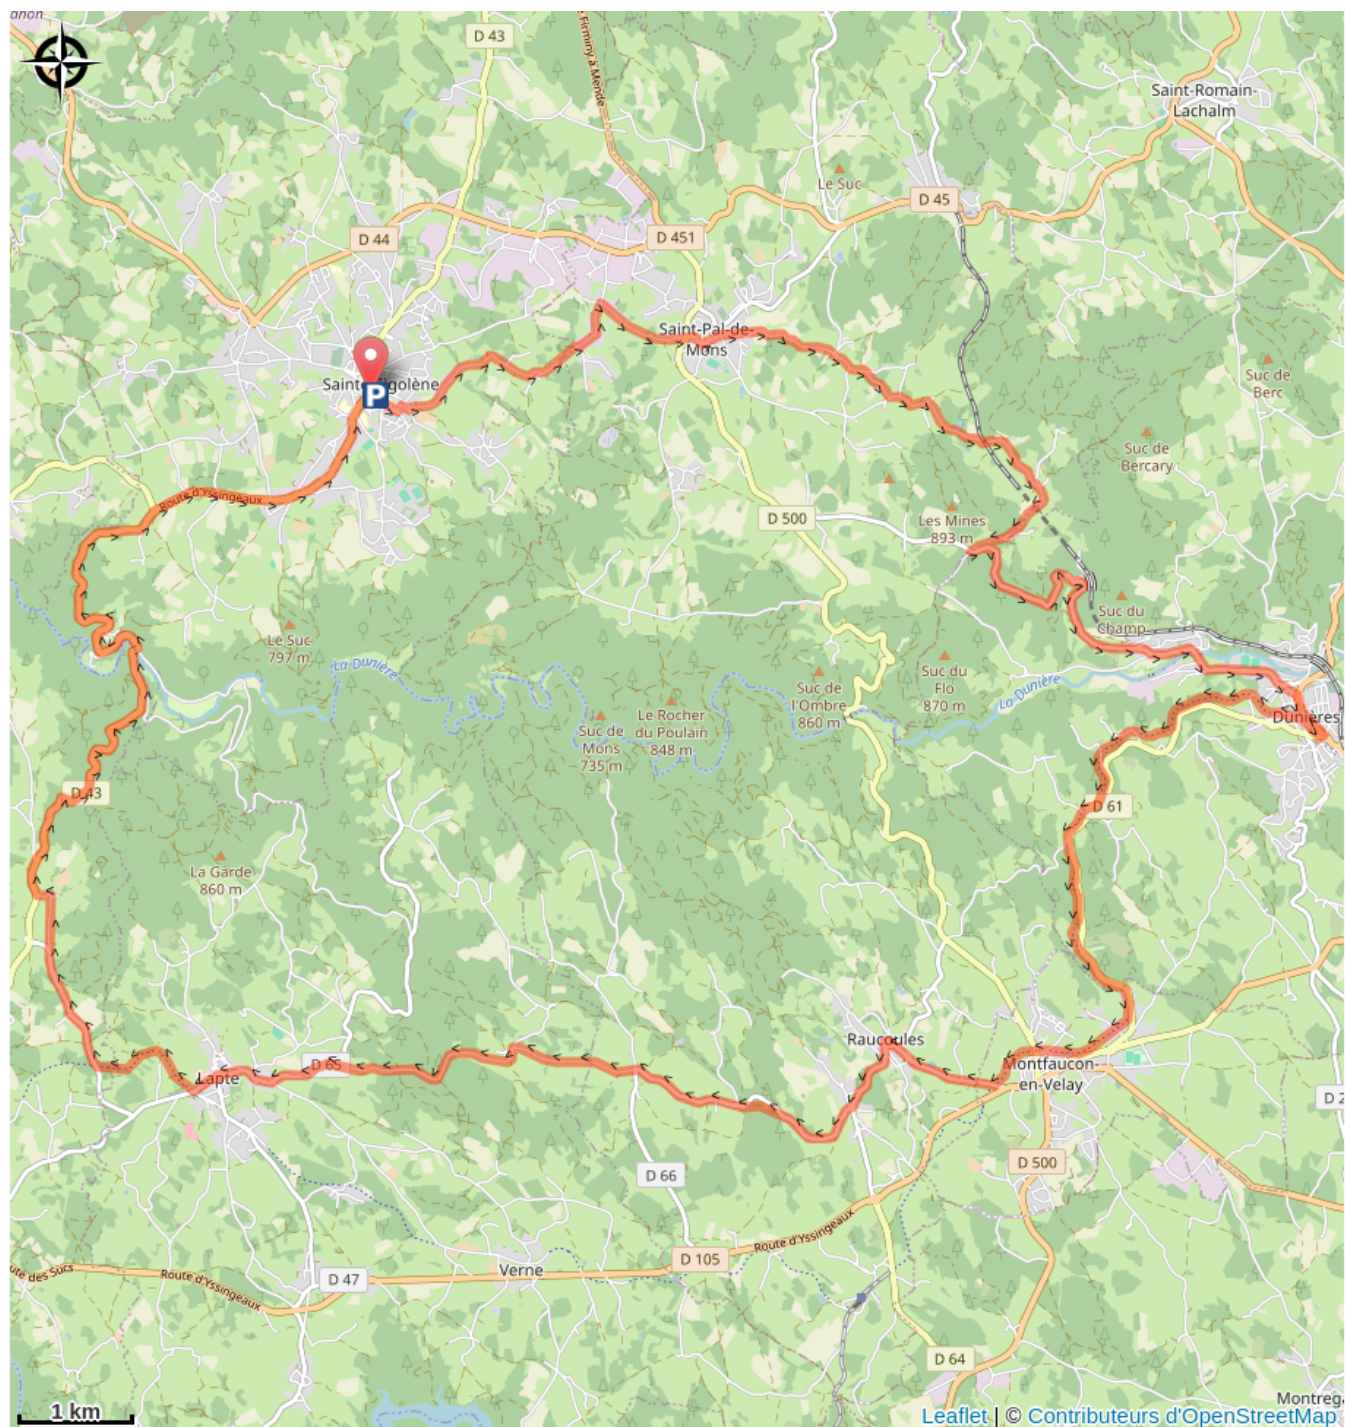 anon
D 43
Firminy à Mende
Saint-Romain-
Lachalm
Le Suc
D 45
D 44
D 451
Saint-Pal-de-
Mons
Suc de
Berc
Suc de
Bercary
Route d'Yssingeaux
D 500
Les Mines
893 m
Suc du
Champ
Le Suc
797 m
La Dunière
Suc du
Flo
870 m
La Dunière
Suc de
l'Ombre
860 m
Le Rocher
du Poulain
848 m
Suc de
Mons
735 m
Dunières
D 43
D 61
La Garde
860 m
Raucoules
D 65
Lapte
Montfaucon-
en-Velay
D 2
D 500
D 66
Route d'Yssingeaux
D 105
Verne
ute des Sucs
Route d'Yssingeaux
D 47
D 64
Montreg
1 km
Leaflet | © Contributeurs d'OpenStreetMap
P